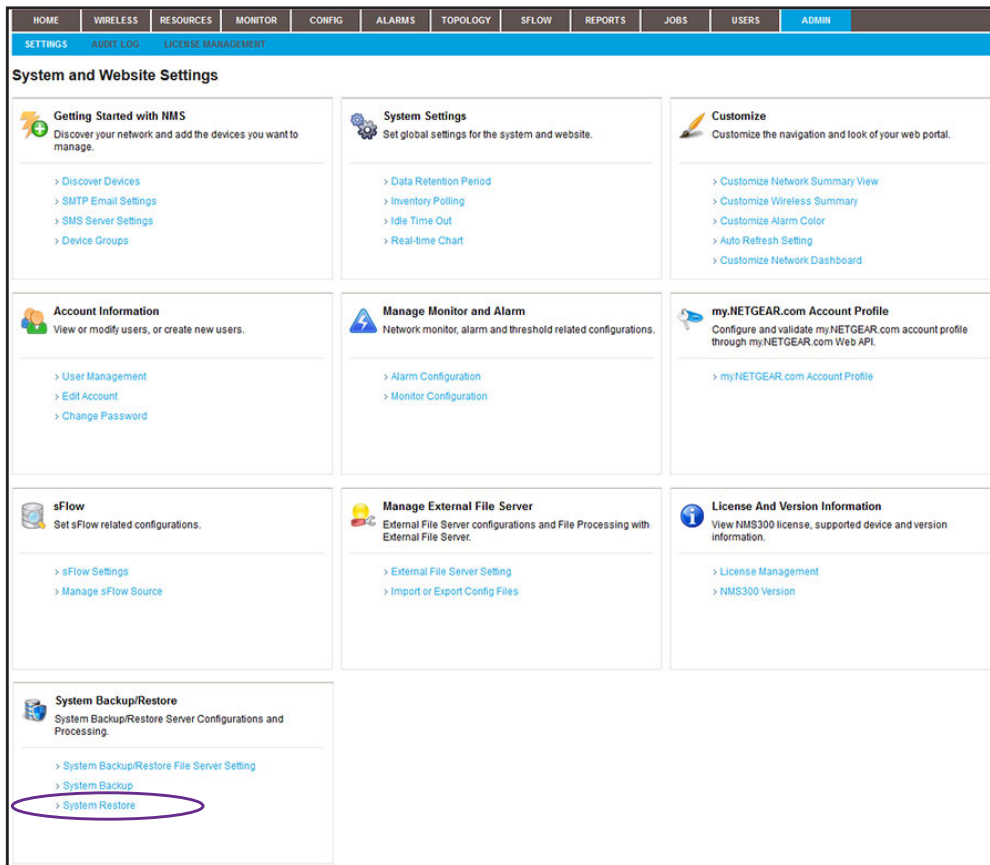 HOME WIRELESS RESOURCES MONITOR CONFIG ALARMS TOPOLOGY SFLOW REPORTS JOBS USERS ADMIN
SETTINGS AUDIT LOG LICENSE MANAGEMENT
System and Website Settings
Getting Started with NMS
Discover your network and add the devices you want to
manage.
> Discover Devices
> SMTP Email Settings
> SMS Server Settings
> Device Groups
System Settings
Set global settings for the system and website.
> Data Retention Period
> Inventory Polling
> Idle Time Out
> Real-time Chart
Customize
Customize the navigation and look of your web portal.
> Customize Network Summary View
> Customize Wireless Summary
> Customize Alarm Color
> Auto Refresh Setting
> Customize Network Dashboard
Account Information
View or modify users, or create new users.
> User Management
> Edit Account
> Change Password
Manage Monitor and Alarm
Network monitor, alarm and threshold related configurations.
> Alarm Configuration
> Monitor Configuration
my.NETGEAR.com Account Profile
Configure and validate my.NETGEAR.com account profile
through my.NETGEAR.com Web API.
> my.NETGEAR.com Account Profile
sFlow
Set sFlow related configurations.
> sFlow Settings
> Manage sFlow Source
Manage External File Server
External File Server configurations and File Processing with
External File Server.
> External File Server Setting
> Import or Export Config Files
License And Version Information
View NMS300 license, supported device and version
information.
> License Management
> NMS300 Version
System Backup/Restore
System Backup/Restore Server Configurations and
Processing.
> System Backup/Restore File Server Setting
> System Backup
> System Restore